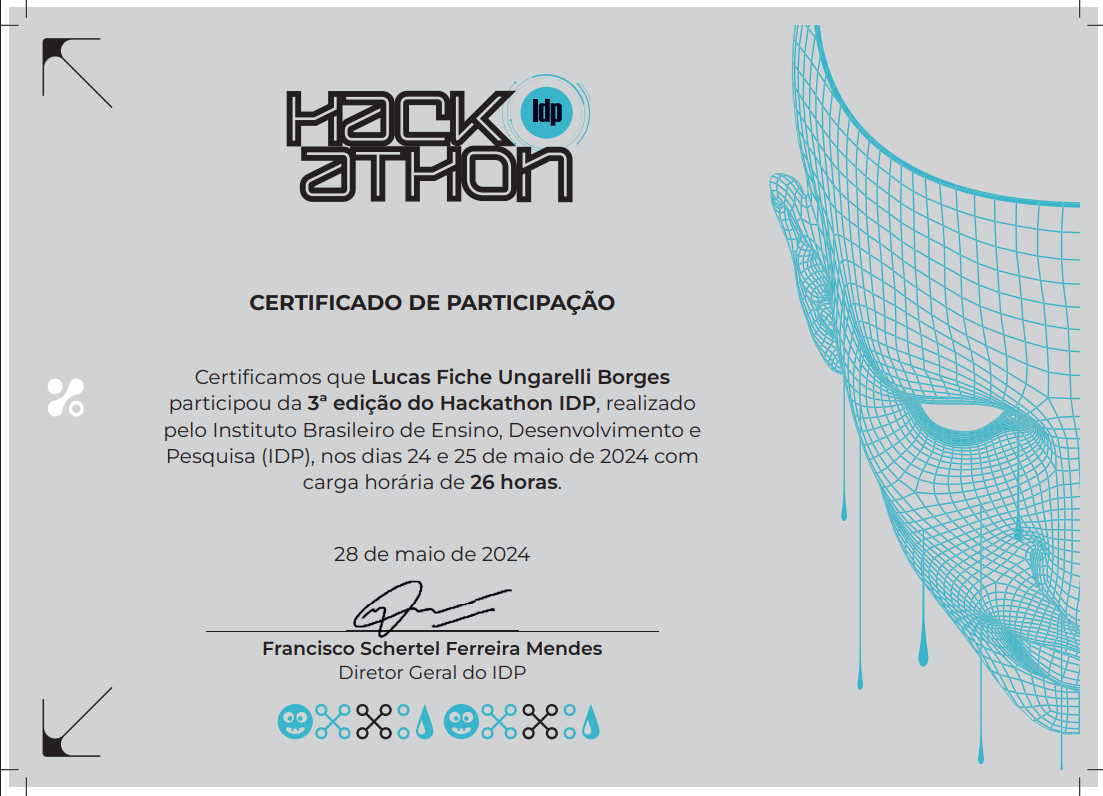 HACK
Idp
ATHON
CERTIFICADO DE PARTICIPAÇÃO
Certificamos que Lucas Fiche Ungarelli Borges
participou da 3ª edição do Hackathon IDP, realizado
pelo Instituto Brasileiro de Ensino, Desenvolvimento e
Pesquisa (IDP), nos dias 24 e 25 de maio de 2024 com
carga horária de 26 horas.
28 de maio de 2024
Francisco Schertel Ferreira Mendes
Diretor Geral do IDP